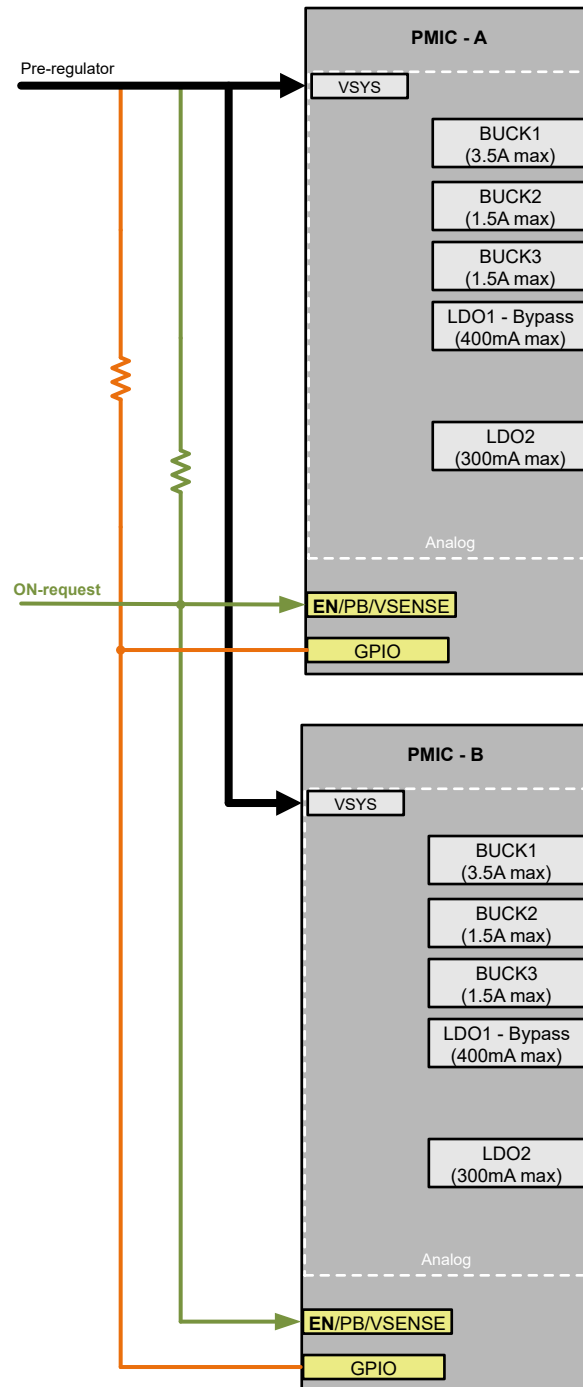 PMIC - A
Pre-regulator
VSYS
BUCK1
(3.5A max)
BUCK2
(1.5A max)
BUCK3
(1.5A max)
LDO1 - Bypass
(400mA max)
LDO2
(300mA max)
Analog
ON-request
EN/PB/VSENSE
GPIO
PMIC - B
VSYS
BUCK1
(3.5A max)
BUCK2
(1.5A max)
BUCK3
(1.5A max)
LDO1 - Bypass
(400mA max)
LDO2
(300mA max)
Analog
EN/PB/VSENSE
GPIO